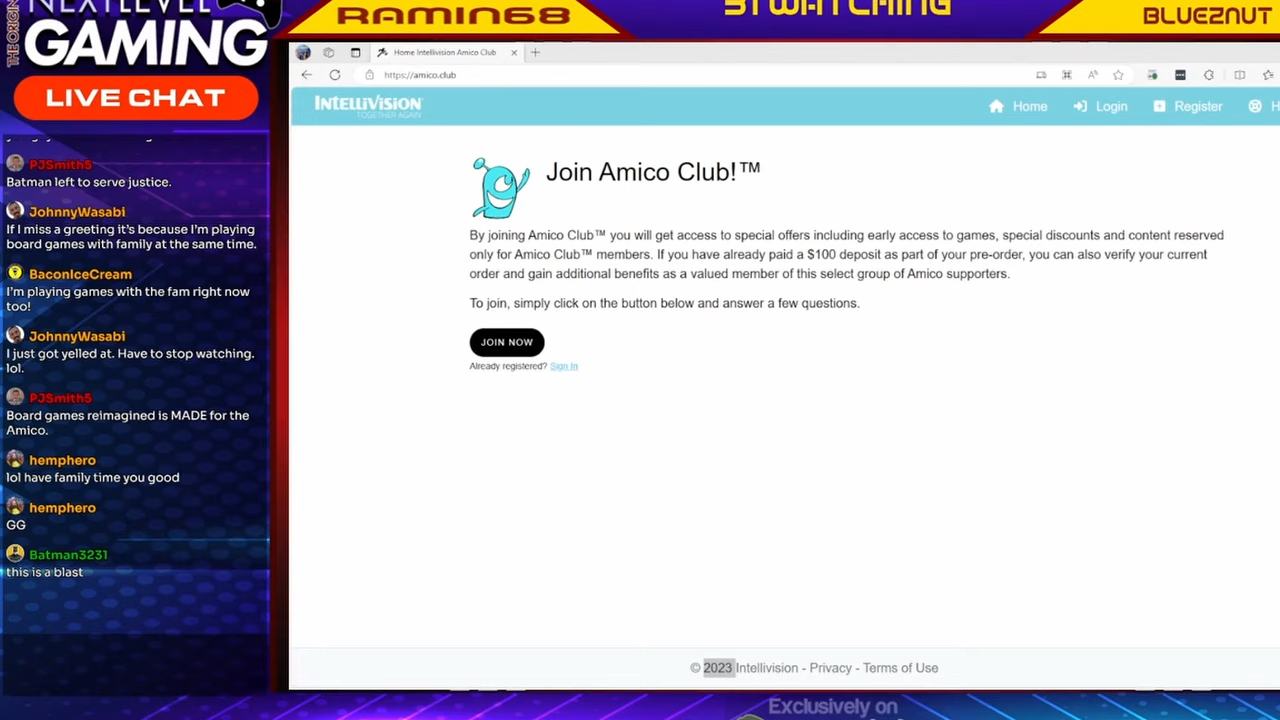 THE ORIGINAL
NEXTLEVEL
GAMING
LIVE CHAT
RAMIN68
WATCHING
BLUEZNUT
PJSmith5
Batman left to serve justice.
JohnnyWasabi
If I miss a greeting it's because I'm playing
board games with family at the same time.
BaconIceCream
I'm playing games with the fam right now
too!
JohnnyWasabi
I just got yelled at. Have to stop watching.
lol.
PJSmith5
Board games reimagined is MADE for the
Amico.
hemphero
lol have family time you good
hemphero
GG
Batman3231
this is a blast
Home Intellivision Amico Club
https://amico.club
INTELLIVISION
TOGETHER AGAIN
Home
Login
Register
H
Join Amico Club!™
By joining Amico Club™ you will get access to special offers including early access to games, special discounts and content reserved
only for Amico Club™ members. If you have already paid a $100 deposit as part of your pre-order, you can also verify your current
order and gain additional benefits as a valued member of this select group of Amico supporters.
To join, simply click on the button below and answer a few questions.
JOIN NOW
Already registered? Sign In
© 2023 Intellivision - Privacy - Terms of Use
Exclusively on